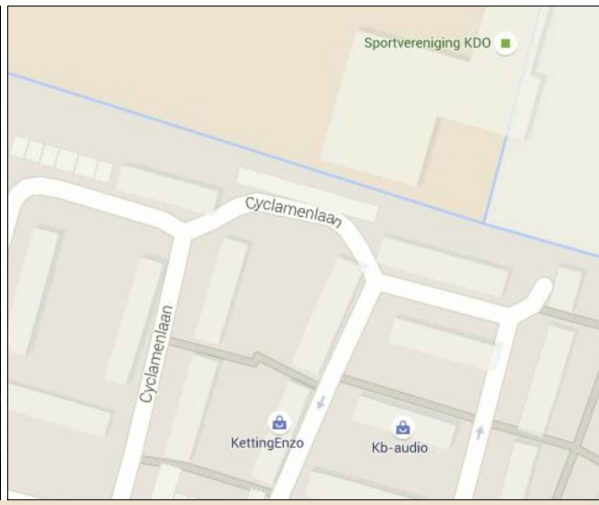 Sportvereniging KDO
Cyclamenlaan
Cyclamenlaan
KettingEnzo
Kb-audio